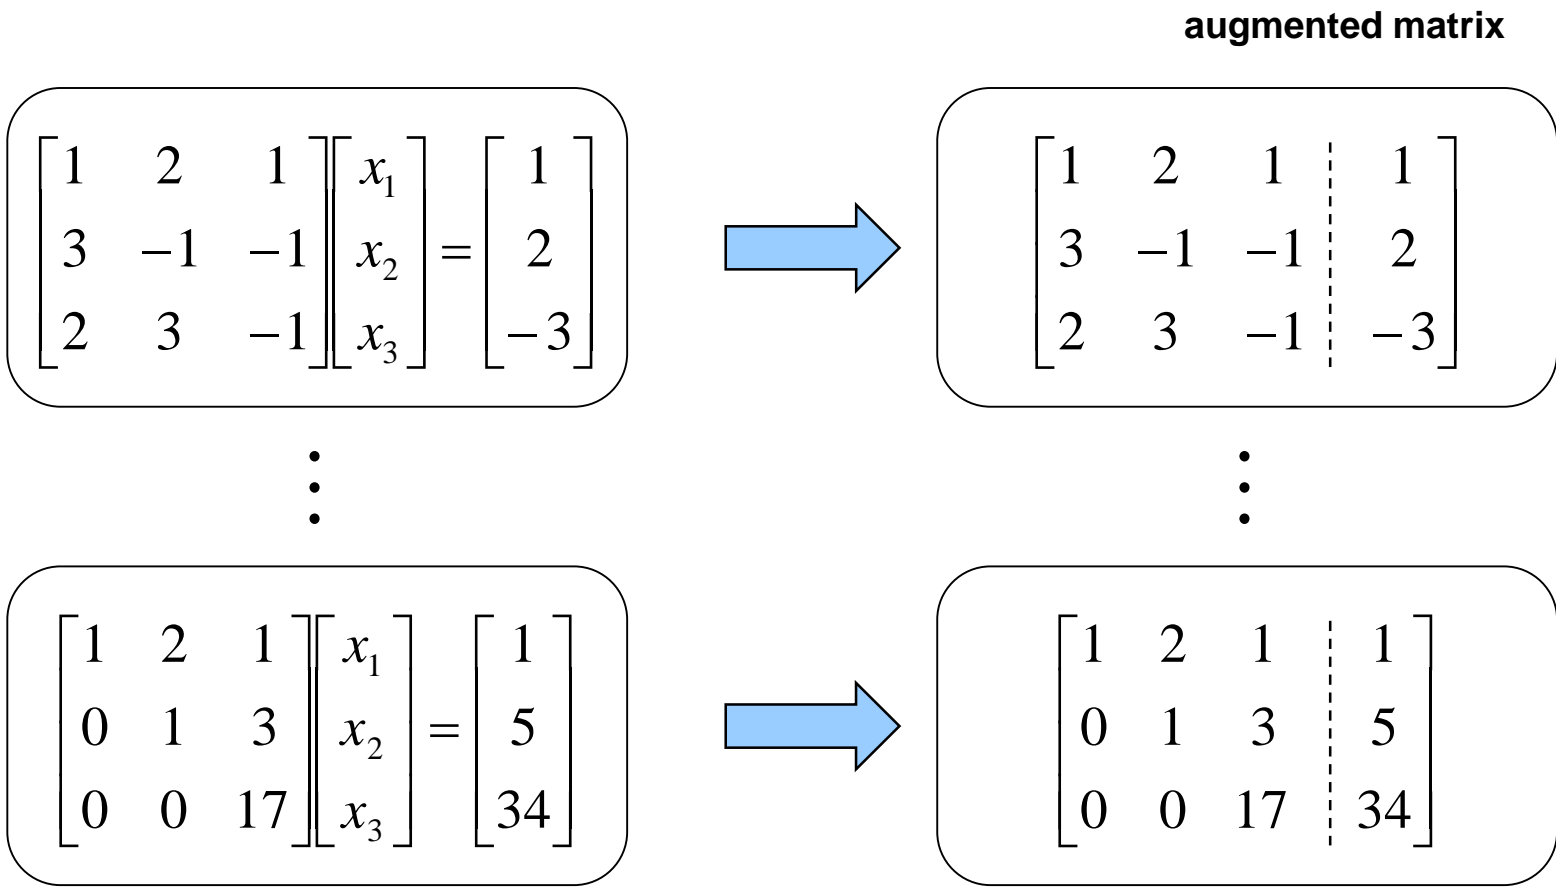 augmented matrix
[1 2 1; 3 −1 −1; 2 3 −1] [x₁; x₂; x₃] = [1; 2; −3]
[1 2 1 ¦ 1; 3 −1 −1 ¦ 2; 2 3 −1 ¦ −3]
⋮ ⋮
[1 2 1; 0 1 3; 0 0 17] [x₁; x₂; x₃] = [1; 5; 34]
[1 2 1 ¦ 1; 0 1 3 ¦ 5; 0 0 17 ¦ 34]